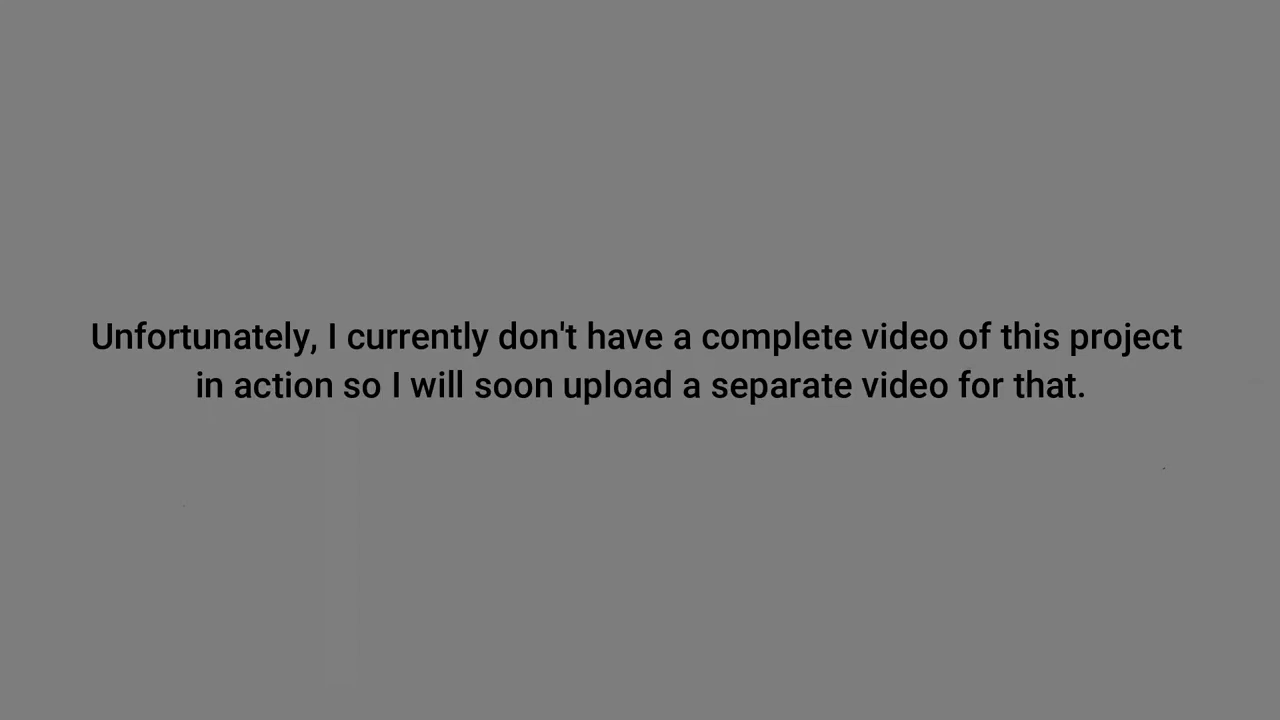 Unfortunately, I currently don't have a complete video of this project
in action so I will soon upload a separate video for that.